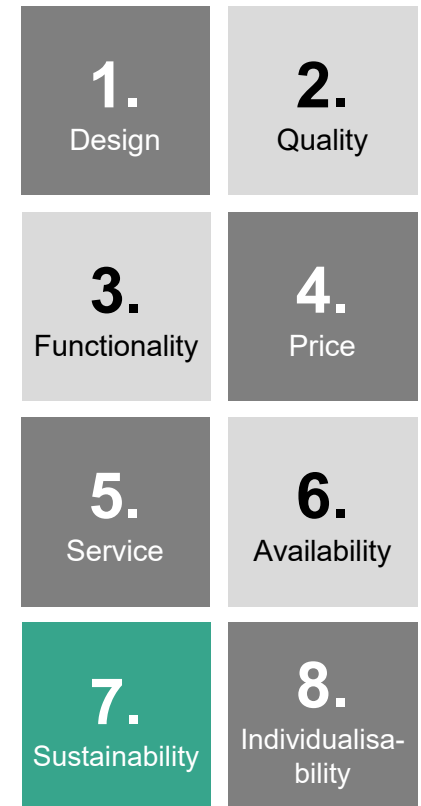 1.
Design
2.
Quality
3.
Functionality
4.
Price
5.
Service
6.
Availability
7.
Sustainability
8.
Individualisa-
bility